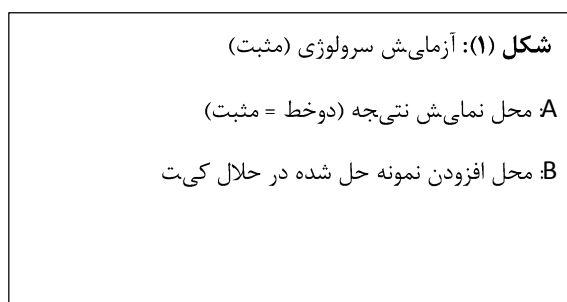 شکل (۱): آزمایش سرولوژی (مثبت)
A: محل نمایش نتیجه (دوخط = مثبت)
B: محل افزودن نمونه حل شده در حلال کیت